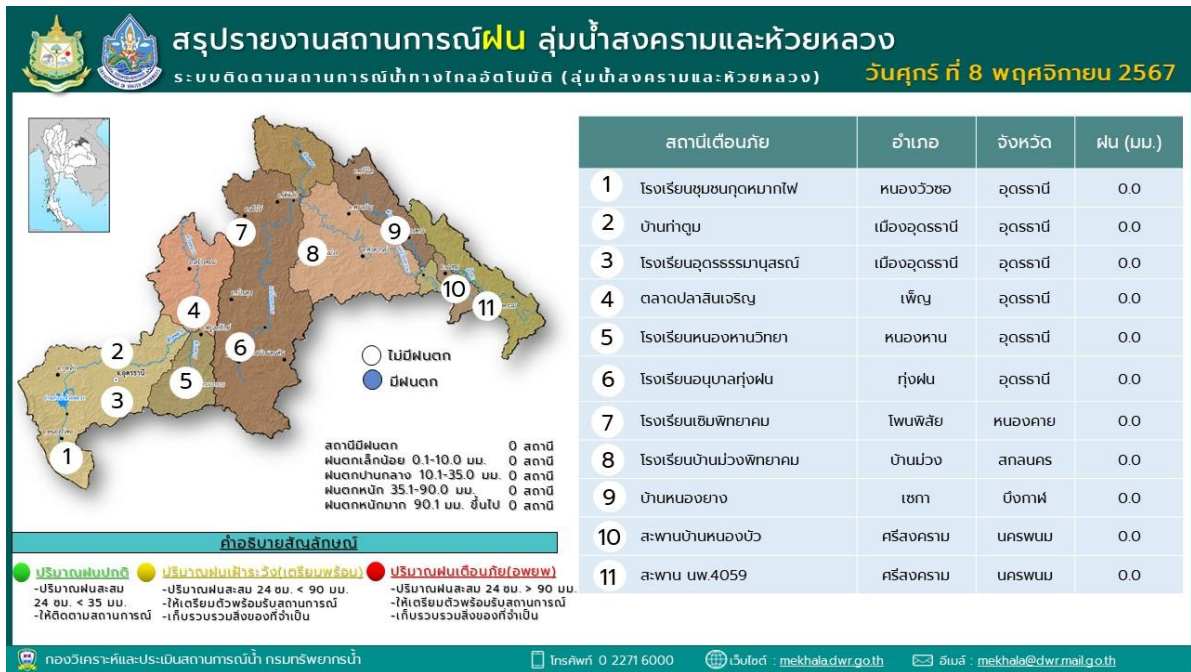 สรุปรายงานสถานการณ์ฝน ลุ่มน้ำสงครามและห้วยหลวง
ระบบติดตามสถานการณ์น้ำทางไกลอัตโนมัติ (ลุ่มน้ำสงครามและห้วยหลวง)
วันศุกร์ ที่ 8 พฤศจิกายน 2567
สถานีเตือนภัย อำเภอ จังหวัด ฝน (มม.)
1 โรงเรียนชุมชนกุดหมากไฟ หนองวัวซอ อุดรธานี 0.0
2 บ้านท่าตูม เมืองอุดรธานี อุดรธานี 0.0
3 โรงเรียนอุดรธรรมานุสรณ์ เมืองอุดรธานี อุดรธานี 0.0
4 ตลาดปลาสินเจริญ เพ็ญ อุดรธานี 0.0
5 โรงเรียนหนองหานวิทยา หนองหาน อุดรธานี 0.0
6 โรงเรียนอนุบาลทุ่งฝน ทุ่งฝน อุดรธานี 0.0
7 โรงเรียนเซิมพิทยาคม โพนพิสัย หนองคาย 0.0
8 โรงเรียนบ้านม่วงพิทยาคม บ้านม่วง สกลนคร 0.0
9 บ้านหนองยาง เซกา บึงกาฬ 0.0
10 สะพานบ้านหนองบัว ศรีสงคราม นครพนม 0.0
11 สะพาน นพ.4059 ศรีสงคราม นครพนม 0.0
7
9
8
10
11
4
2
6
5
3
1
จ.อุดรธานี
ไม่มีฝนตก
มีฝนตก
สถานีมีฝนตก 0 สถานี
ฝนตกเล็กน้อย 0.1-10.0 มม. 0 สถานี
ฝนตกปานกลาง 10.1-35.0 มม. 0 สถานี
ฝนตกหนัก 35.1-90.0 มม. 0 สถานี
ฝนตกหนักมาก 90.1 มม. ขึ้นไป 0 สถานี
คำอธิบายสัญลักษณ์
ปริมาณฝนปกติ
-ปริมาณฝนสะสม
24 ชม. < 35 มม.
-ให้ติดตามสถานการณ์
ปริมาณฝนเฝ้าระวัง(เตรียมพร้อม)
-ปริมาณฝนสะสม 24 ชม. < 90 มม.
-ให้เตรียมตัวพร้อมรับสถานการณ์
-เก็บรวบรวมสิ่งของที่จำเป็น
ปริมาณฝนเตือนภัย(อพยพ)
-ปริมาณฝนสะสม 24 ชม. > 90 มม.
-ให้เตรียมตัวพร้อมรับสถานการณ์
-เก็บรวบรวมสิ่งของที่จำเป็น
กองวิเคราะห์และประเมินสถานการณ์น้ำ กรมทรัพยากรน้ำ โทรศัพท์ 0 2271 6000 เว็บไซต์ : mekhala.dwr.go.th อีเมล์ : mekhala@dwr.mail.go.th